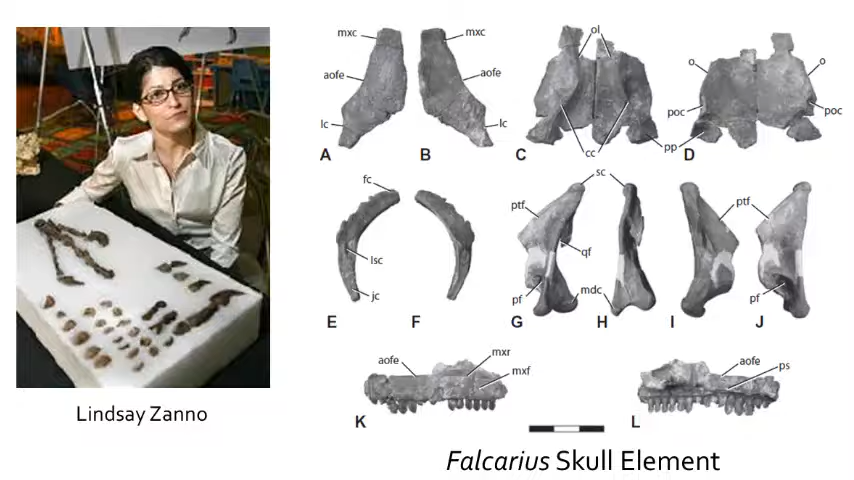 mxc
mxc
ol
aofe
aofe
o
o
lc
lc
poc
poc
pp
cc
A
B
C
D
fc
sc
ptf
ptf
qf
lsc
jc
pf
mdc
pf
E
F
G
H
I
J
aofe
mxr
mxf
aofe
ps
K
L
Lindsay Zanno
Falcarius Skull Element